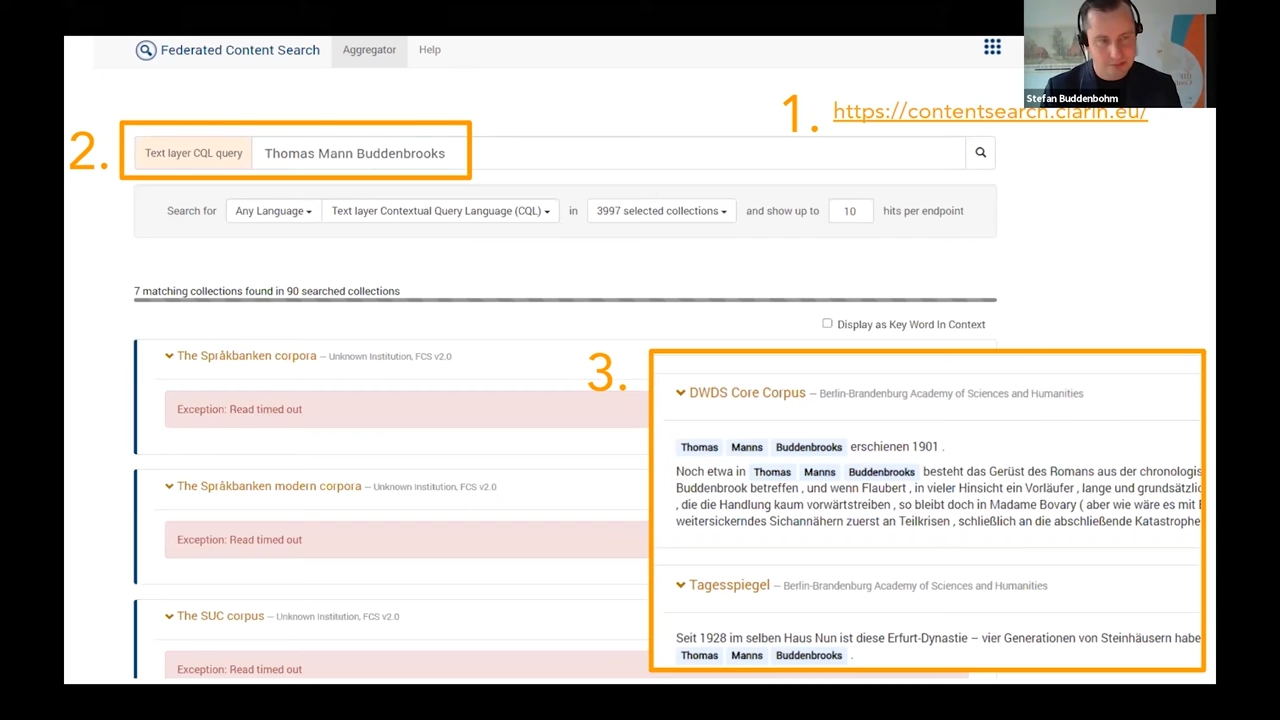 Federated Content Search Aggregator Help
Stefan Buddenbohm
1. https://contentsearch.clarin.eu/
2. Text layer CQL query Thomas Mann Buddenbrooks
Search for Any Language Text layer Contextual Query Language (CQL) in 3997 selected collections and show up to 10 hits per endpoint
7 matching collections found in 90 searched collections
Display as Key Word In Context
The Språkbanken corpora – Unknown Institution, FCS v2.0
Exception: Read timed out
The Språkbanken modern corpora – Unknown Institution, FCS v2.0
Exception: Read timed out
The SUC corpus – Unknown Institution, FCS v2.0
Exception: Read timed out
3.
DWDS Core Corpus – Berlin-Brandenburg Academy of Sciences and Humanities
Thomas Manns Buddenbrooks erschienen 1901 .
Noch etwa in Thomas Manns Buddenbrooks besteht das Gerüst des Romans aus der chronologis
Buddenbrook betreffen , und wenn Flaubert , in vieler Hinsicht ein Vorläufer , lange und grundsätzlic
, die die Handlung kaum vorwärtstreiben , so bleibt doch in Madame Bovary ( aber wie wäre es mit
weitersickerndes Sichannähern zuerst an Teilkrisen , schließlich an die abschließende Katastrophe
Tagesspiegel – Berlin-Brandenburg Academy of Sciences and Humanities
Seit 1928 im selben Haus Nun ist diese Erfurt-Dynastie – vier Generationen von Steinhäusern habe
Thomas Manns Buddenbrooks .